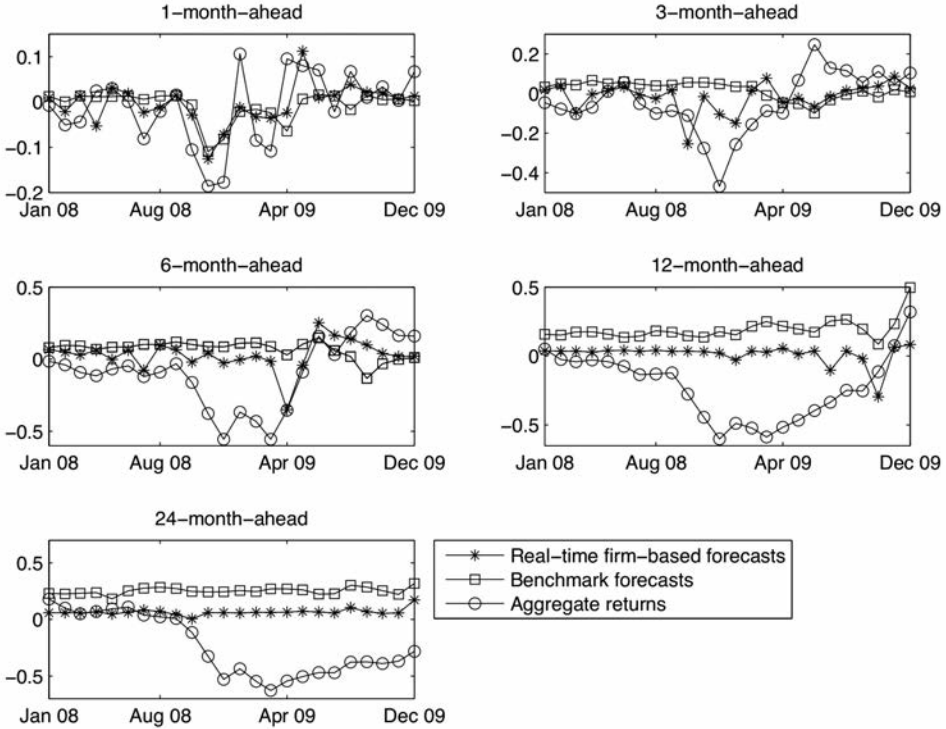 1-month-ahead
0.1
0
-0.1
-0.2
Jan 08 Aug 08 Apr 09 Dec 09
3-month-ahead
0.2
0
-0.2
-0.4
Jan 08 Aug 08 Apr 09 Dec 09
6-month-ahead
0.5
0
-0.5
Jan 08 Aug 08 Apr 09 Dec 09
12-month-ahead
0.5
0
-0.5
Jan 08 Aug 08 Apr 09 Dec 09
24-month-ahead
0.5
0
-0.5
Jan 08 Aug 08 Apr 09 Dec 09
Real-time firm-based forecasts
Benchmark forecasts
Aggregate returns